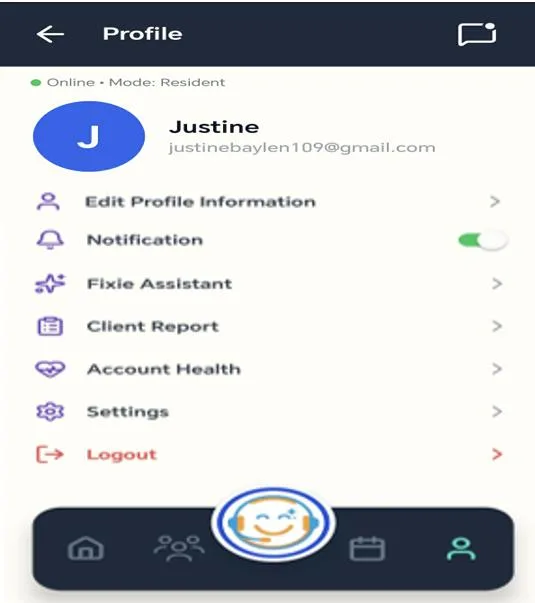 Profile
Online • Mode: Resident
J
Justine
justinebaylen109@gmail.com
Edit Profile Information
Notification
Fixie Assistant
Client Report
Account Health
Settings
Logout